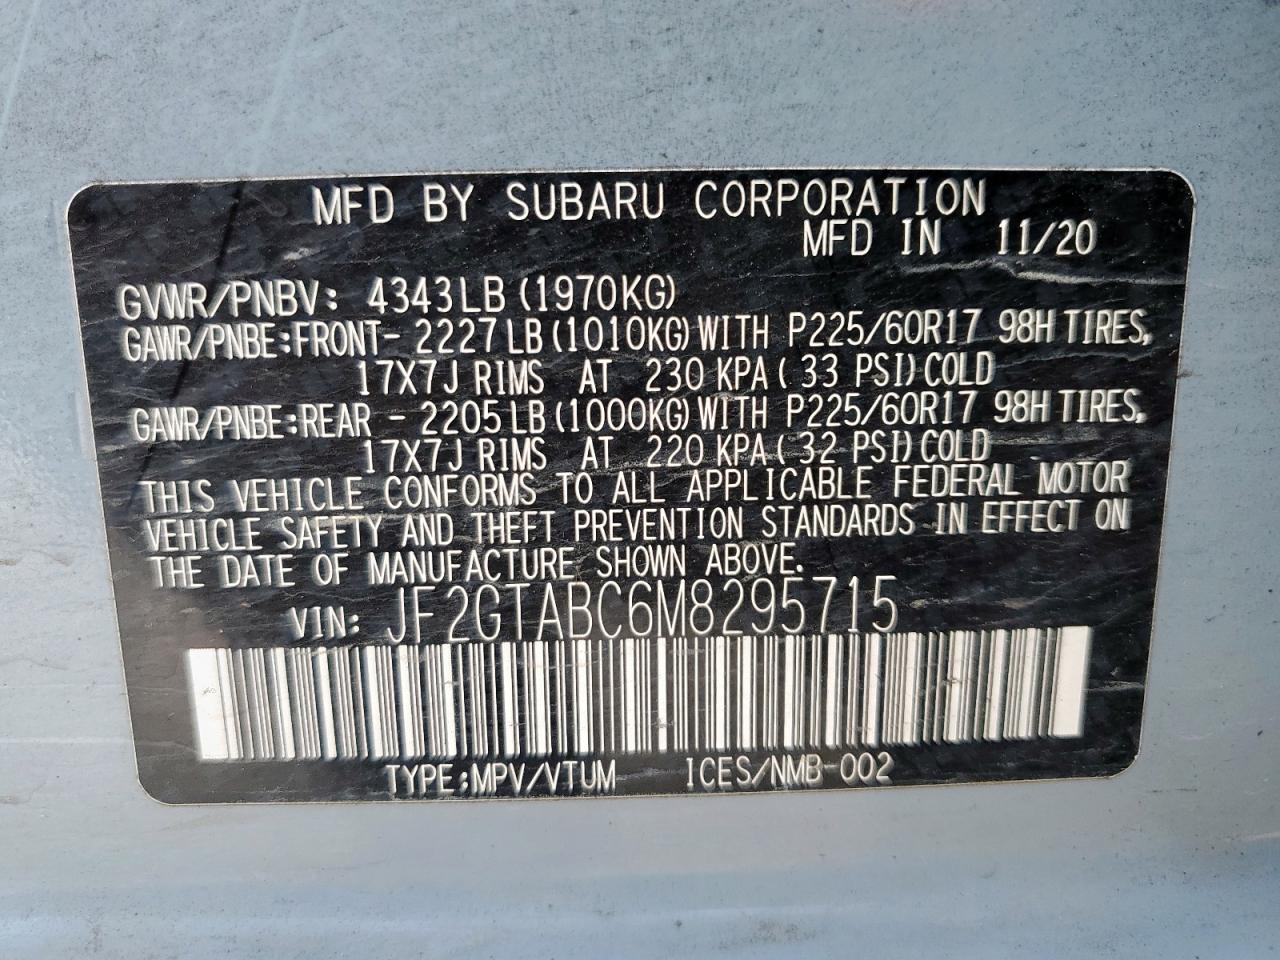 MFD BY SUBARU CORPORATION
MFD IN 11/20
GVWR/PNBV: 4343LB (1970KG)
GAWR/PNBE:FRONT- 2227LB (1010KG) WITH P225/60R17 98H TIRES,
17X7J RIMS AT 230 KPA ( 33 PSI) COLD
GAWR/PNBE:REAR - 2205LB (1000KG) WITH P225/60R17 98H TIRES,
17X7J RIMS AT 220 KPA ( 32 PSI) COLD
THIS VEHICLE CONFORMS TO ALL APPLICABLE FEDERAL MOTOR
VEHICLE SAFETY AND THEFT PREVENTION STANDARDS IN EFFECT ON
THE DATE OF MANUFACTURE SHOWN ABOVE.
VIN: JF2GTABC6M8295715
TYPE:MPV/VTUM ICES/NMB-002